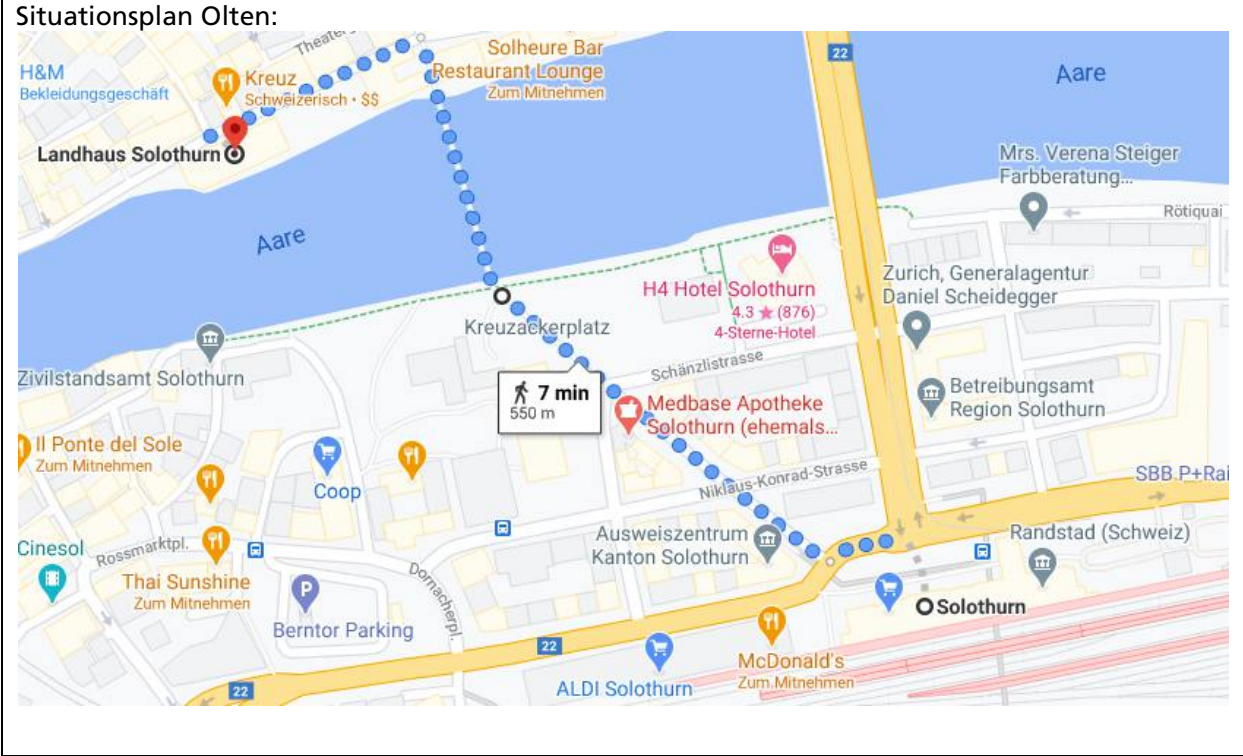 Situationsplan Olten:
Theater
Solheure Bar
Restaurant Lounge
Zum Mitnehmen
22
Aare
H&M
Bekleidungsgeschäft
Kreuz
Schweizerisch • $$
Landhaus Solothurn
Mrs. Verena Steiger
Farbberatung...
Rötiquai
Aare
H4 Hotel Solothurn
4.3 ★ (876)
4-Sterne-Hotel
Zurich, Generalagentur
Daniel Scheidegger
Kreuzackerplatz
Zivilstandsamt Solothurn
Schänzlistrasse
7 min
550 m
Medbase Apotheke
Solothurn (ehemals...
Betreibungsamt
Region Solothurn
Il Ponte del Sole
Zum Mitnehmen
Coop
Niklaus-Konrad-Strasse
SBB P+Rai
Cinesol
Rossmarktpl.
Ausweiszentrum
Kanton Solothurn
Randstad (Schweiz)
Thai Sunshine
Zum Mitnehmen
Dornacherpl.
P
Berntor Parking
Solothurn
22
McDonald's
Zum Mitnehmen
ALDI Solothurn
22